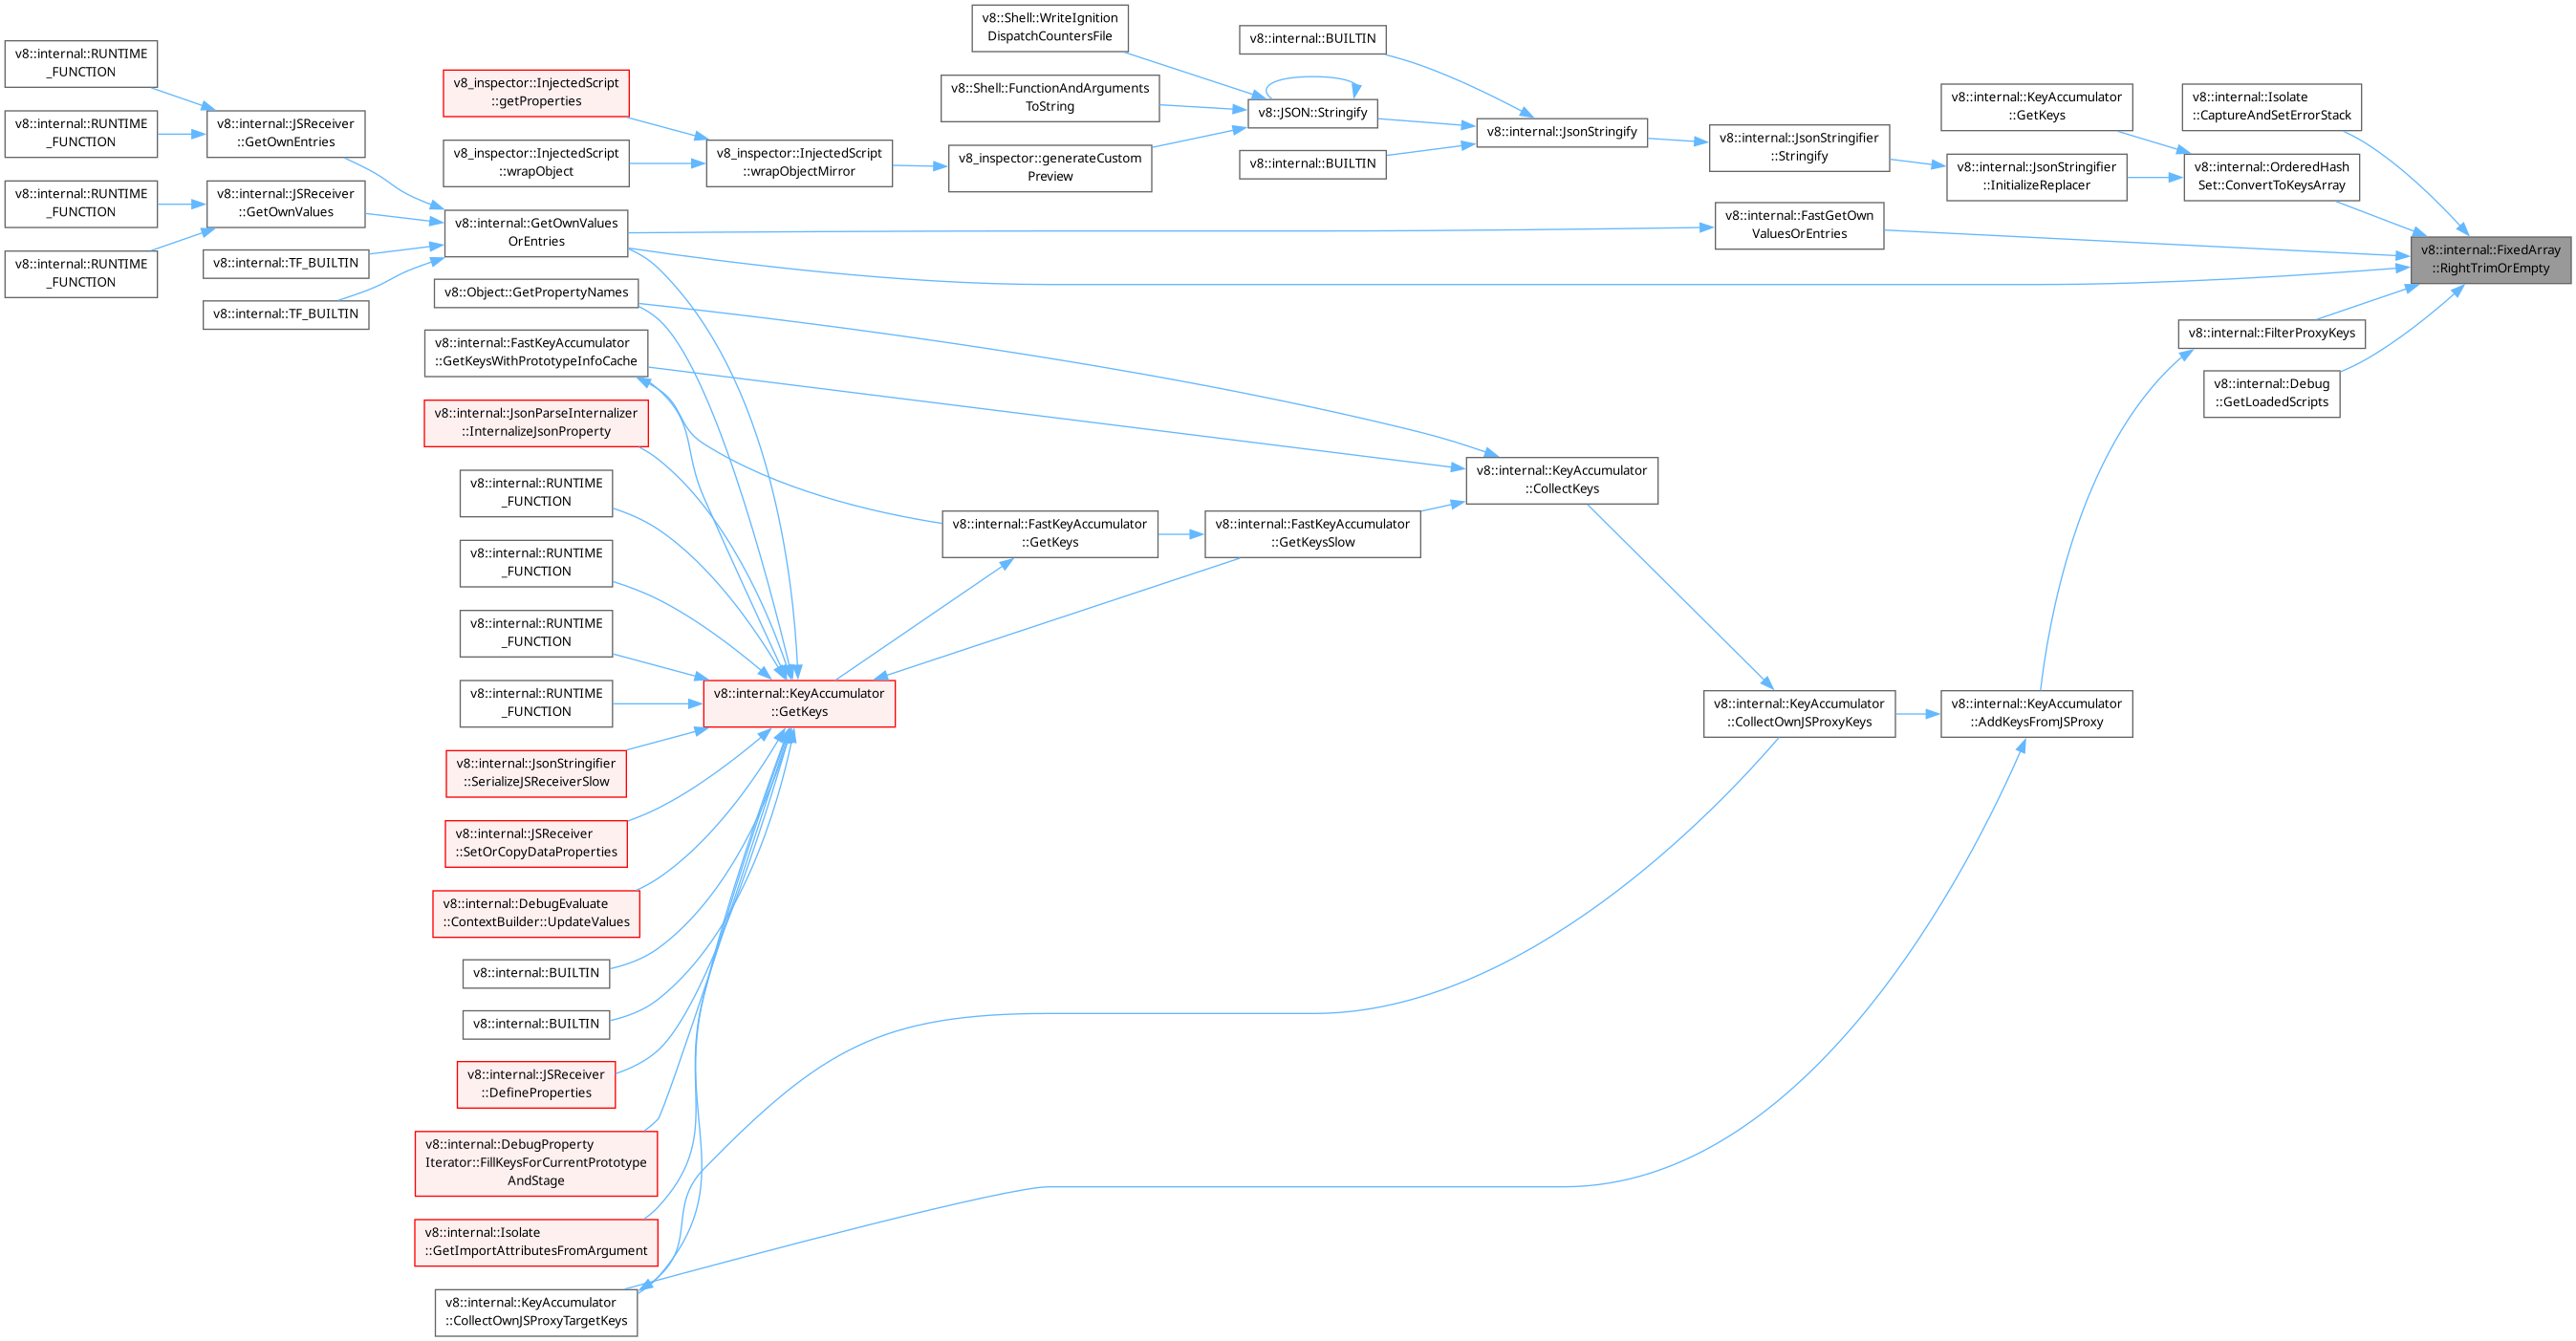 v8::internal::RUNTIME
_FUNCTION
v8::internal::RUNTIME
_FUNCTION
v8::internal::RUNTIME
_FUNCTION
v8::internal::RUNTIME
_FUNCTION
v8::internal::JSReceiver
::GetOwnEntries
v8::internal::JSReceiver
::GetOwnValues
v8::internal::TF_BUILTIN
v8::internal::TF_BUILTIN
v8_inspector::InjectedScript
::getProperties
v8_inspector::InjectedScript
::wrapObject
v8::internal::GetOwnValues
OrEntries
v8::Object::GetPropertyNames
v8::internal::FastKeyAccumulator
::GetKeysWithPrototypeInfoCache
v8::internal::JsonParseInternalizer
::InternalizeJsonProperty
v8::internal::RUNTIME
_FUNCTION
v8::internal::RUNTIME
_FUNCTION
v8::internal::RUNTIME
_FUNCTION
v8::internal::RUNTIME
_FUNCTION
v8::internal::JsonStringifier
::SerializeJSReceiverSlow
v8::internal::JSReceiver
::SetOrCopyDataProperties
v8::internal::DebugEvaluate
::ContextBuilder::UpdateValues
v8::internal::BUILTIN
v8::internal::BUILTIN
v8::internal::JSReceiver
::DefineProperties
v8::internal::DebugProperty
Iterator::FillKeysForCurrentPrototype
AndStage
v8::internal::Isolate
::GetImportAttributesFromArgument
v8::internal::KeyAccumulator
::CollectOwnJSProxyTargetKeys
v8_inspector::InjectedScript
::wrapObjectMirror
v8::internal::KeyAccumulator
::GetKeys
v8::Shell::WriteIgnition
DispatchCountersFile
v8::Shell::FunctionAndArguments
ToString
v8_inspector::generateCustom
Preview
v8::internal::FastKeyAccumulator
::GetKeys
v8::internal::BUILTIN
v8::JSON::Stringify
v8::internal::BUILTIN
v8::internal::FastKeyAccumulator
::GetKeysSlow
v8::internal::JsonStringify
v8::internal::KeyAccumulator
::CollectKeys
v8::internal::JsonStringifier
::Stringify
v8::internal::FastGetOwn
ValuesOrEntries
v8::internal::KeyAccumulator
::CollectOwnJSProxyKeys
v8::internal::KeyAccumulator
::GetKeys
v8::internal::JsonStringifier
::InitializeReplacer
v8::internal::KeyAccumulator
::AddKeysFromJSProxy
v8::internal::Isolate
::CaptureAndSetErrorStack
v8::internal::OrderedHash
Set::ConvertToKeysArray
v8::internal::FilterProxyKeys
v8::internal::Debug
::GetLoadedScripts
v8::internal::FixedArray
::RightTrimOrEmpty